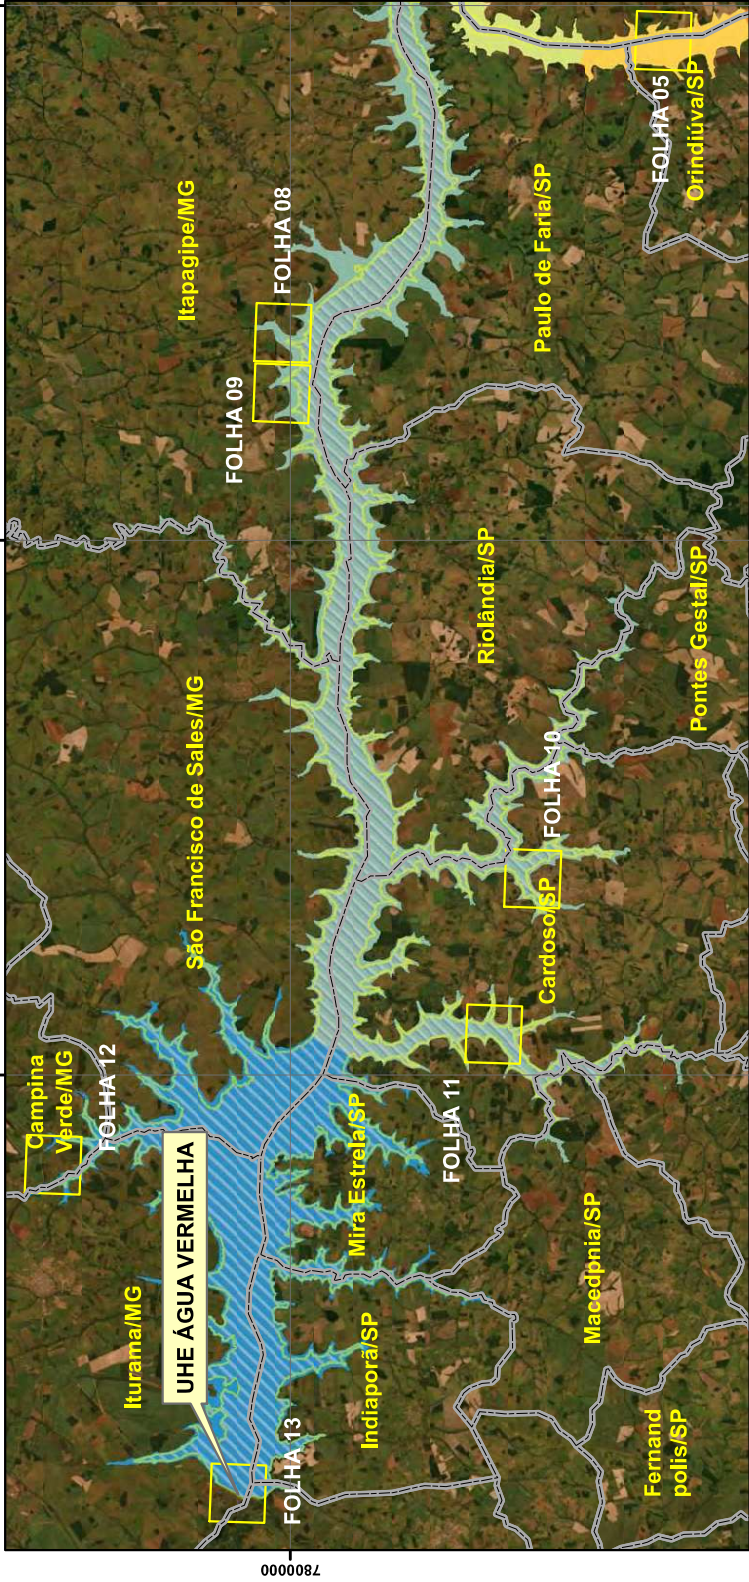 FOLHA 05
Orindiúva/SP
Itapagipe/MG
FOLHA 08
Paulo de Faria/SP
FOLHA 09
Riolândia/SP
Pontes Gestal/SP
São Francisco de Sales/MG
FOLHA 10
Cardoso/SP
Campina
Verde/MG
FOLHA 12
FOLHA 11
Mira Estrela/SP
UHE ÁGUA VERMELHA
Macedpnia/SP
Iturama/MG
Indiaporã/SP
Fernand
polis/SP
FOLHA 13
7800000